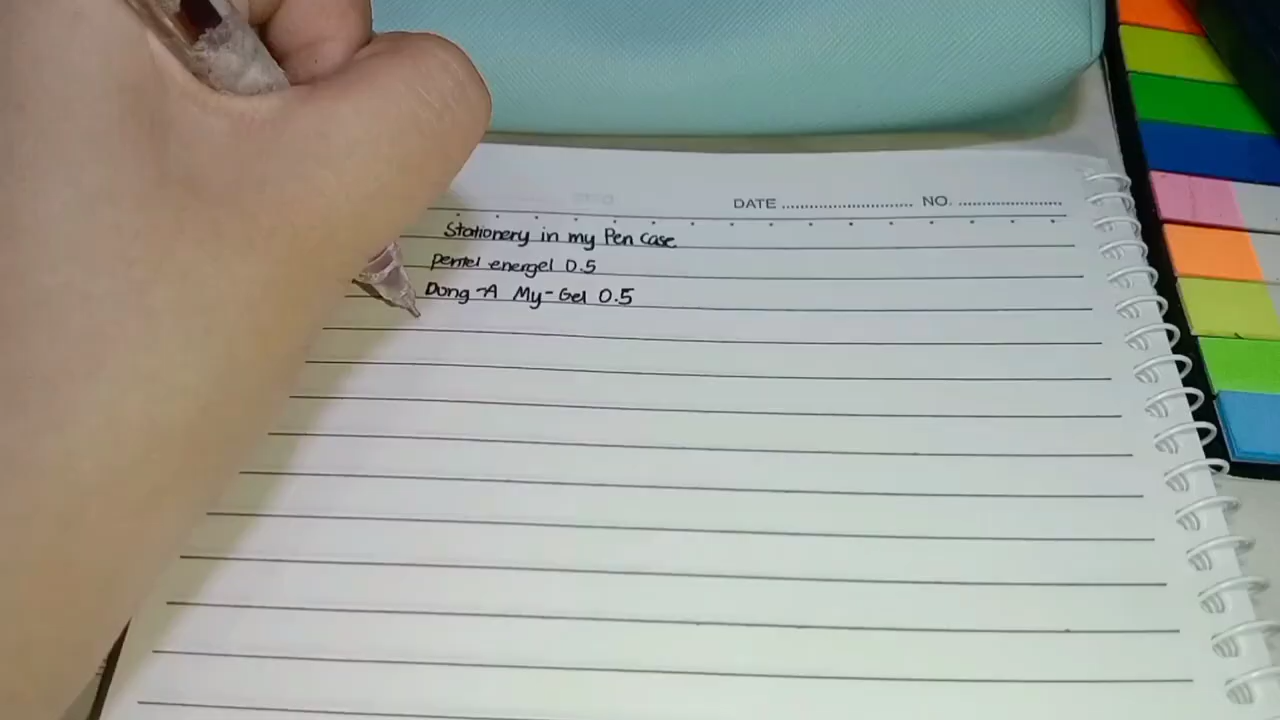 DATE ........................ NO. ...................
Stationery in my Pen Case
Pentel energel 0.5
Dong-A My-Gel 0.5